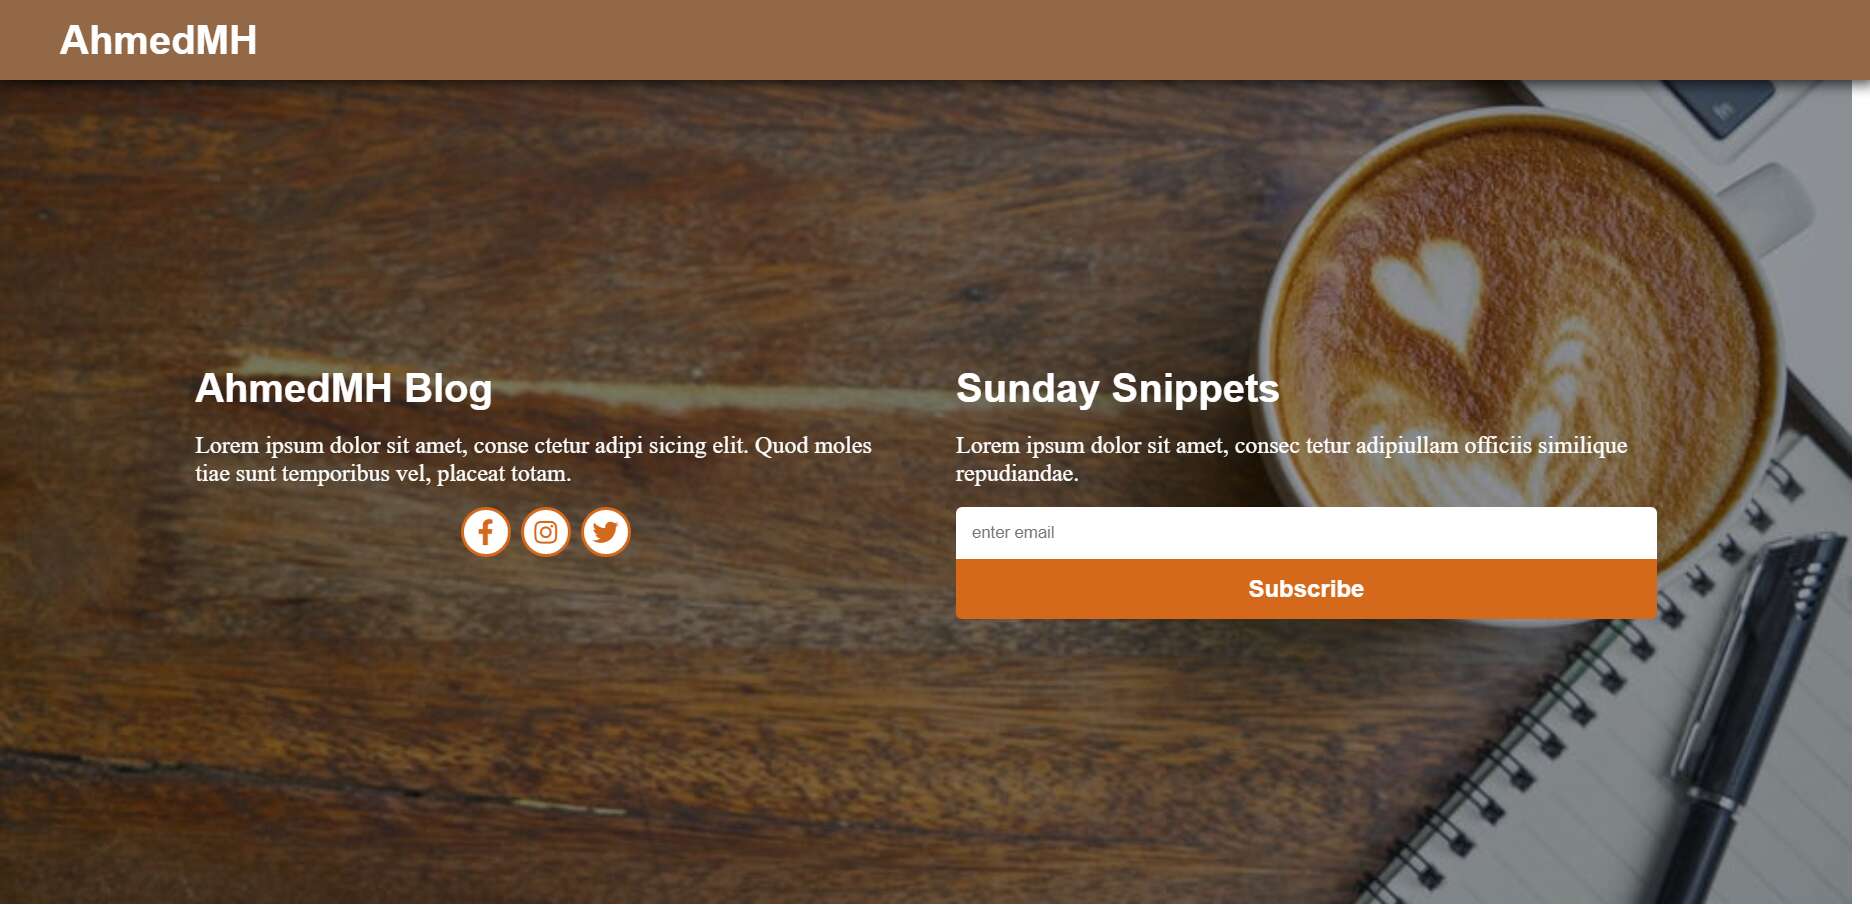 AhmedMH
AhmedMH Blog
Lorem ipsum dolor sit amet, conse ctetur adipi sicing elit. Quod moles
tiae sunt temporibus vel, placeat totam.
Sunday Snippets
Lorem ipsum dolor sit amet, consec tetur adipiullam officiis similique
repudiandae.
enter email
Subscribe